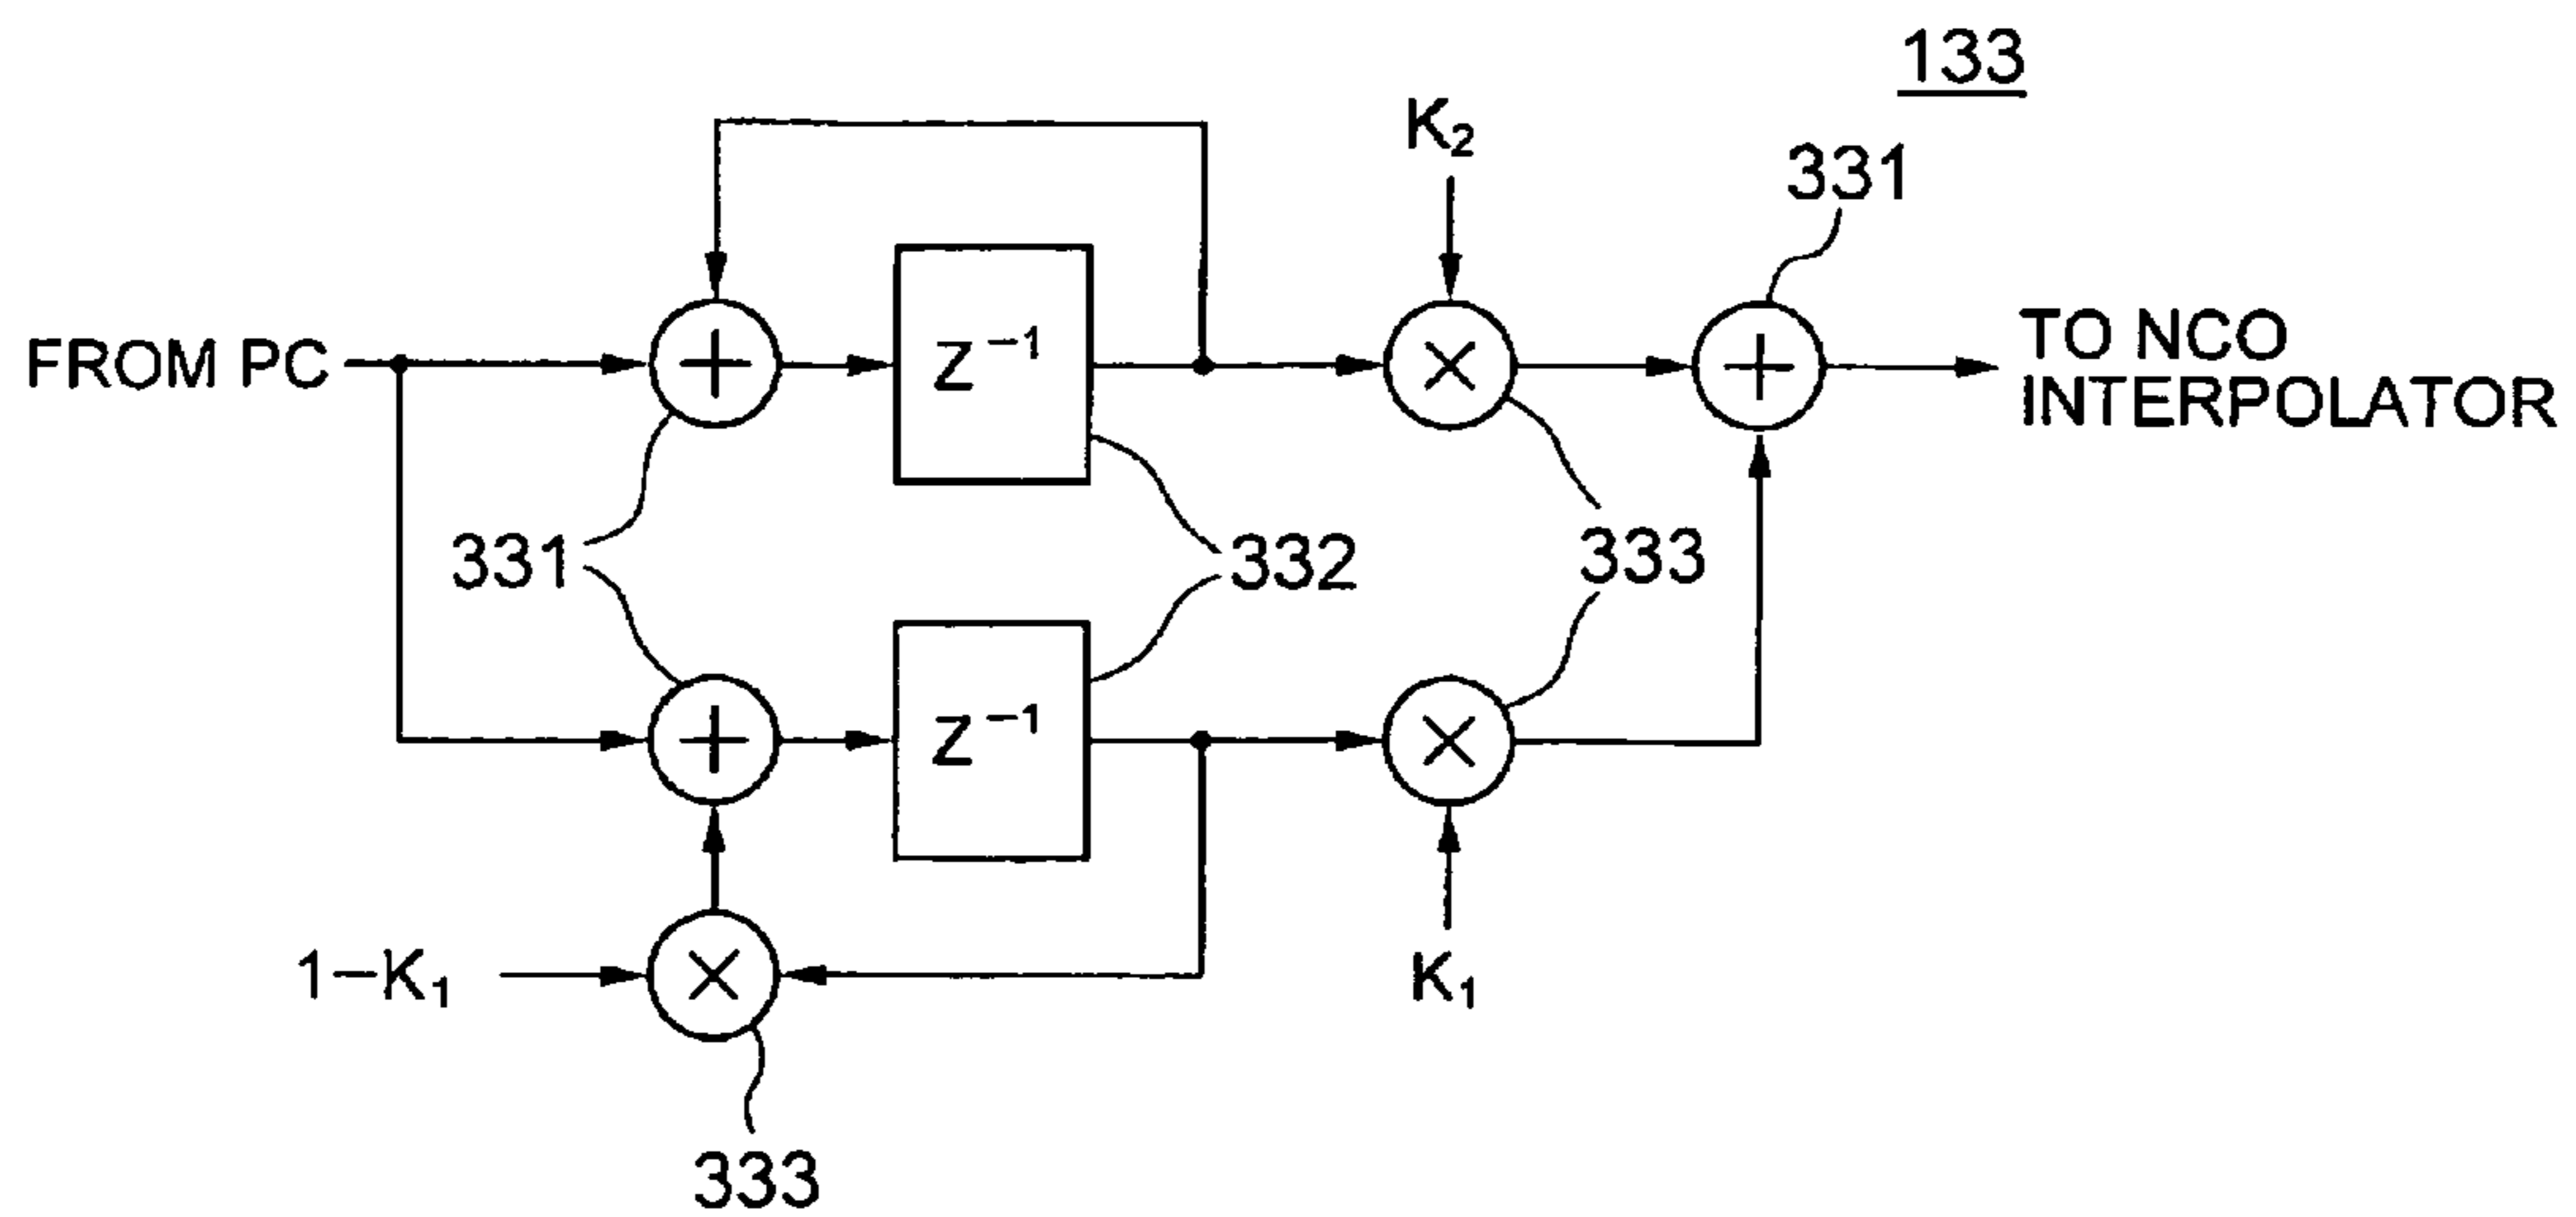 133
K₂
331
FROM PC
+
Z⁻¹
×
+
TO NCO
INTERPOLATOR
331
332
333
+
Z⁻¹
×
1−K₁
×
K₁
333